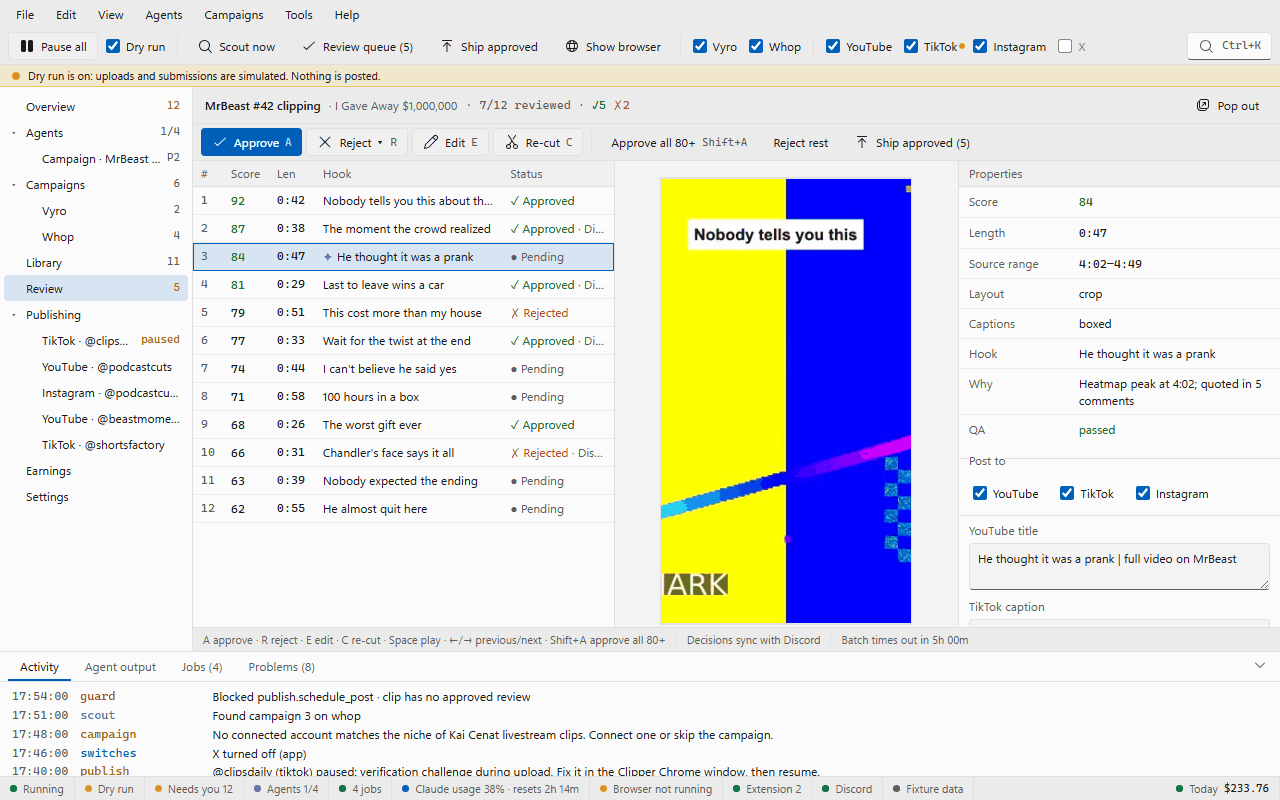 File Edit View Agents Campaigns Tools Help
Pause all Dry run Scout now Review queue (5) Ship approved Show browser Vyro Whop YouTube TikTok Instagram X Ctrl+K
Dry run is on: uploads and submissions are simulated. Nothing is posted.
Overview 12
Agents 1/4
Campaign · MrBeast ... P2
Campaigns 6
Vyro 2
Whop 4
Library 11
Review 5
Publishing
TikTok · @clips... paused
YouTube · @podcastcuts
Instagram · @podcastcu...
YouTube · @beastmome...
TikTok · @shortsfactory
Earnings
Settings
MrBeast #42 clipping · I Gave Away $1,000,000 · 7/12 reviewed · ✓5 ✗2 Pop out
Approve A Reject R Edit E Re-cut C Approve all 80+ Shift+A Reject rest Ship approved (5)
# Score Len Hook Status
1 92 0:42 Nobody tells you this about th... ✓ Approved
2 87 0:38 The moment the crowd realized ✓ Approved · Di...
3 84 0:47 ✦ He thought it was a prank ● Pending
4 81 0:29 Last to leave wins a car ✓ Approved · Di...
5 79 0:51 This cost more than my house ✗ Rejected
6 77 0:33 Wait for the twist at the end ✓ Approved · Di...
7 74 0:44 I can't believe he said yes ● Pending
8 71 0:58 100 hours in a box ● Pending
9 68 0:26 The worst gift ever ✓ Approved
10 66 0:31 Chandler's face says it all ✗ Rejected · Dis...
11 63 0:39 Nobody expected the ending ● Pending
12 62 0:55 He almost quit here ● Pending
Nobody tells you this
ARK
Properties
Score 84
Length 0:47
Source range 4:02–4:49
Layout crop
Captions boxed
Hook He thought it was a prank
Why Heatmap peak at 4:02; quoted in 5
comments
QA passed
Post to
YouTube TikTok Instagram
YouTube title
He thought it was a prank | full video on MrBeast
TikTok caption
A approve · R reject · E edit · C re-cut · Space play · ←/→ previous/next · Shift+A approve all 80+ Decisions sync with Discord Batch times out in 5h 00m
Activity Agent output Jobs (4) Problems (8)
17:54:00 guard Blocked publish.schedule_post · clip has no approved review
17:51:00 scout Found campaign 3 on whop
17:48:00 campaign No connected account matches the niche of Kai Cenat livestream clips. Connect one or skip the campaign.
17:46:00 switches X turned off (app)
17:40:00 publish @clipsdaily (tiktok) paused: verification challenge during upload. Fix it in the Clipper Chrome window, then resume.
Running Dry run Needs you 12 Agents 1/4 4 jobs Claude usage 38% · resets 2h 14m Browser not running Extension 2 Discord Fixture data Today $233.76